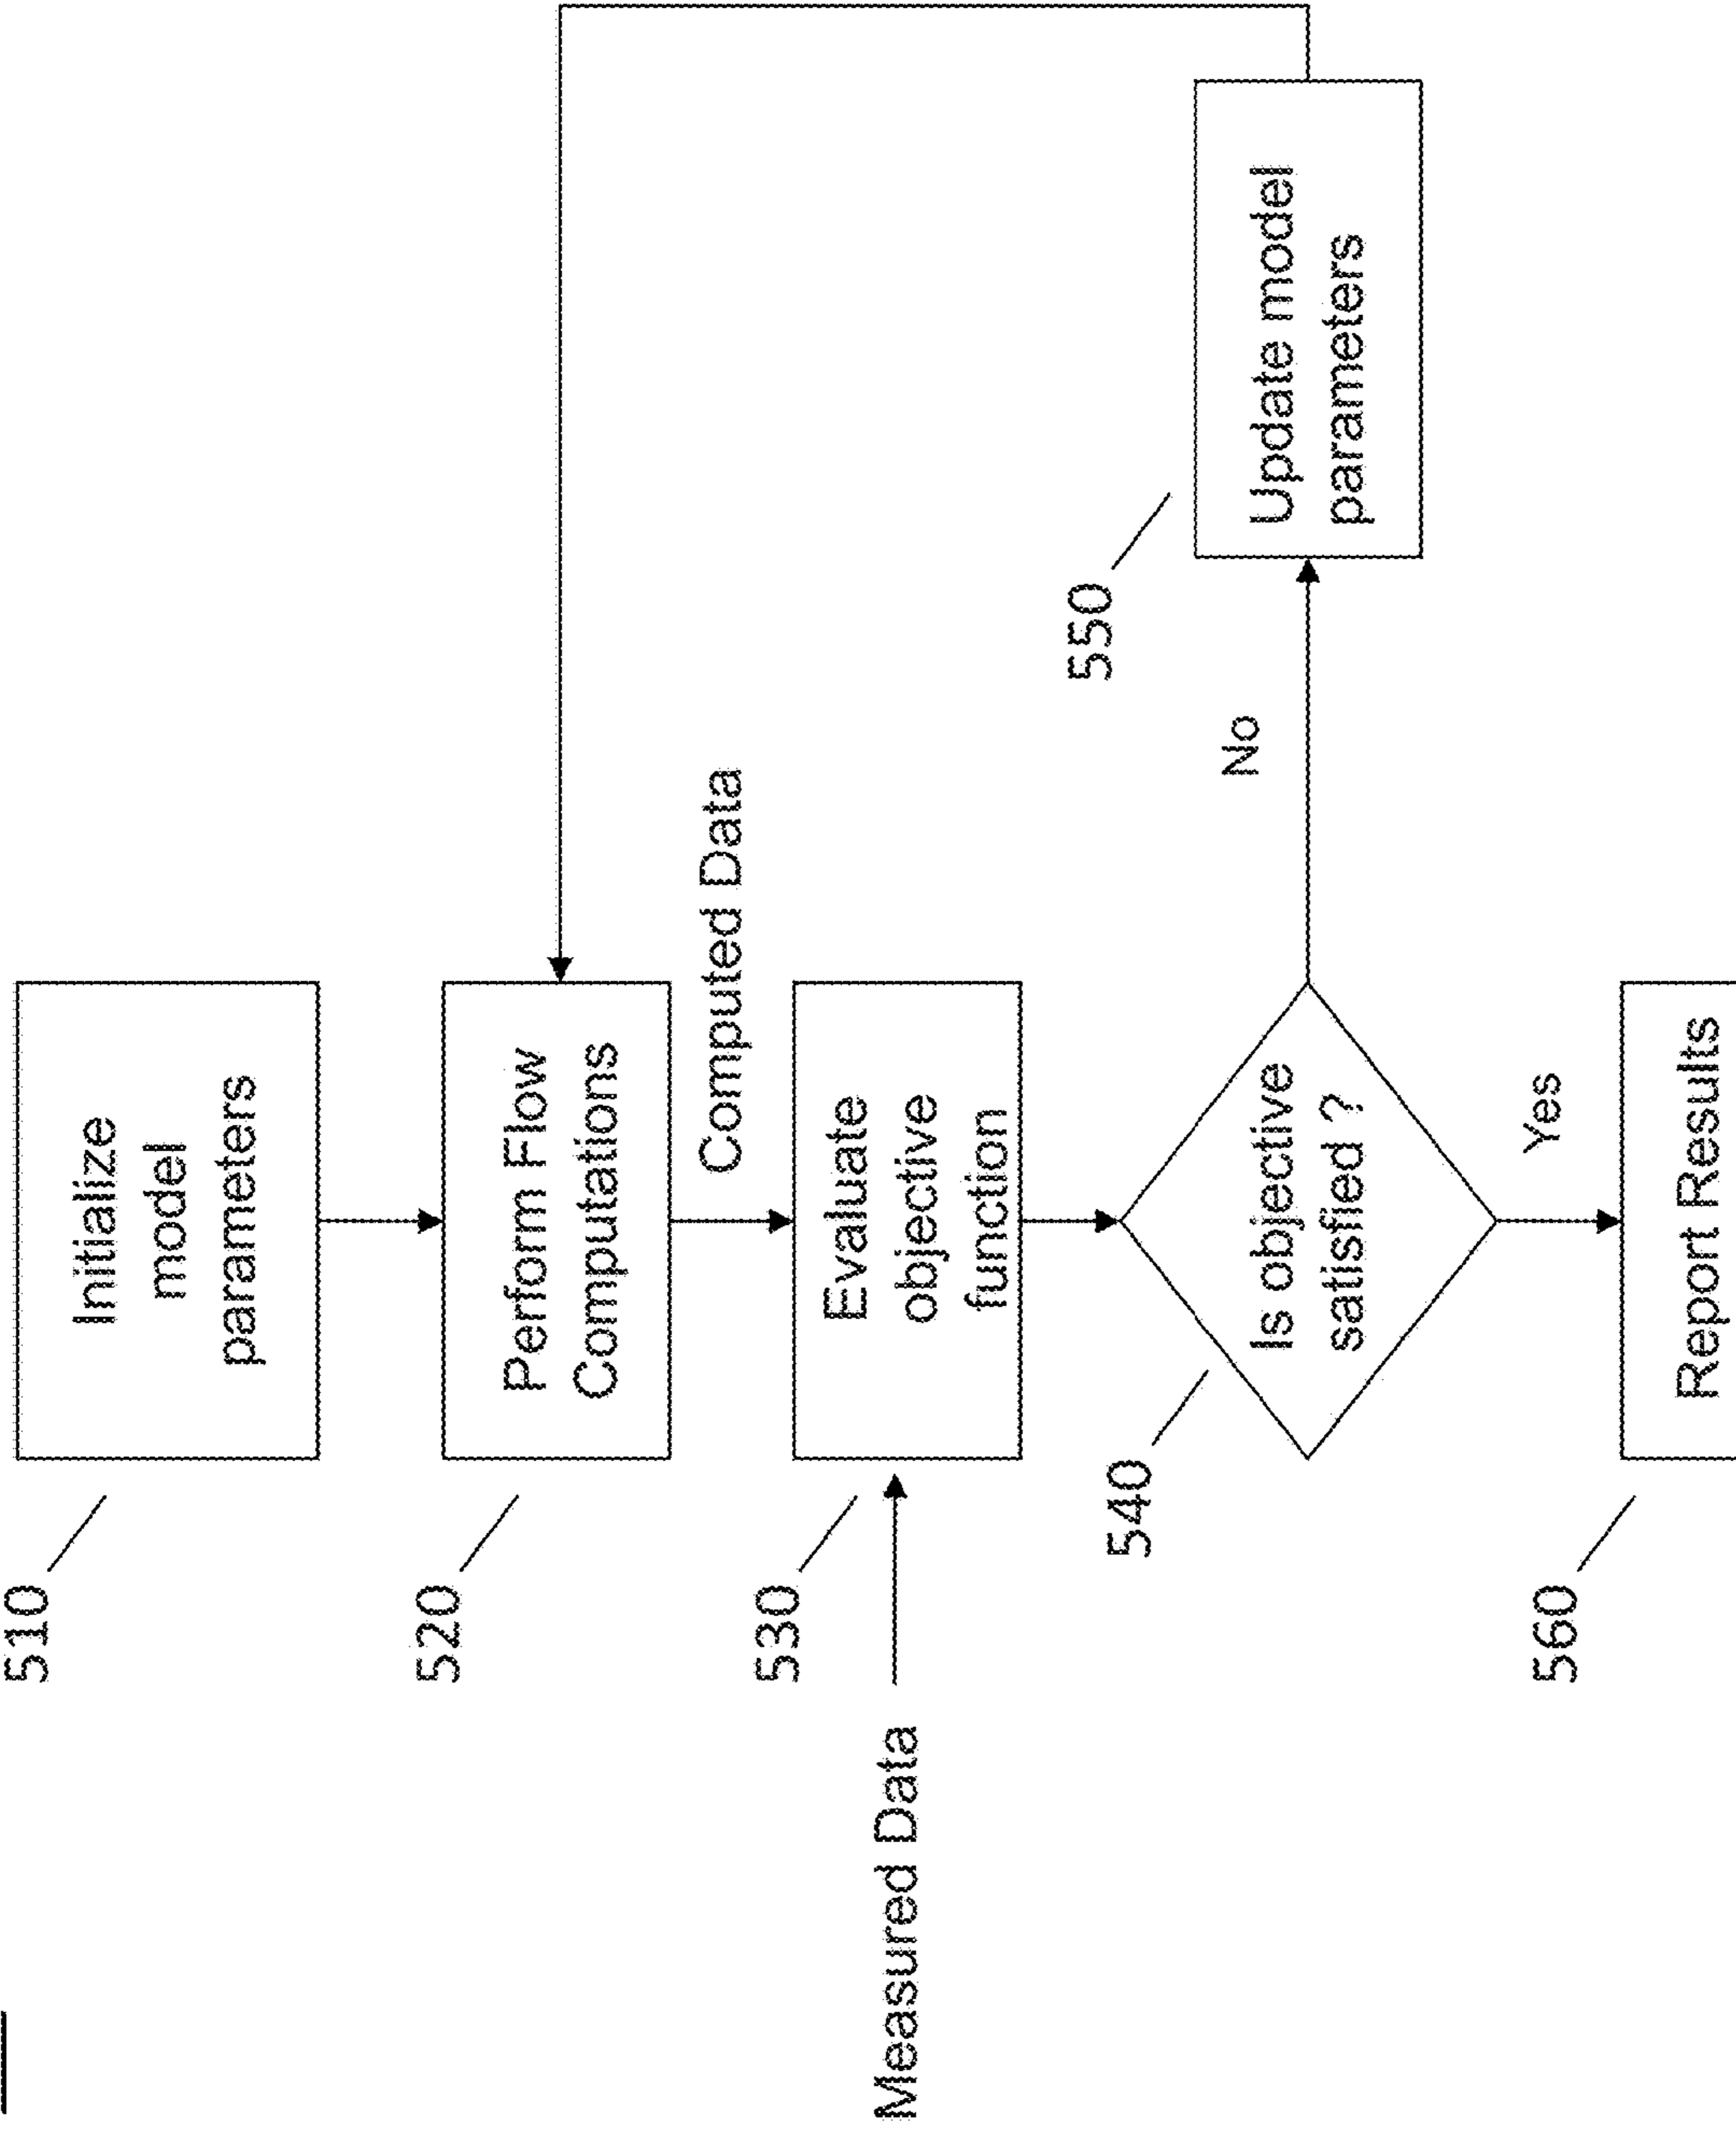 510
Initialize
model
parameters
520
Perform Flow
Computations
Computed Data
Measured Data
530
Evaluate
objective
function
540
Is objective
satisfied ?
No
550
Update model
parameters
Yes
560
Report Results